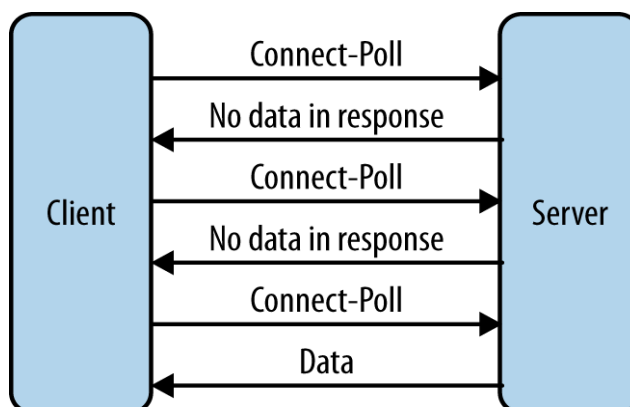 Connect-Poll
No data in response
Connect-Poll
Client
Server
No data in response
Connect-Poll
Data